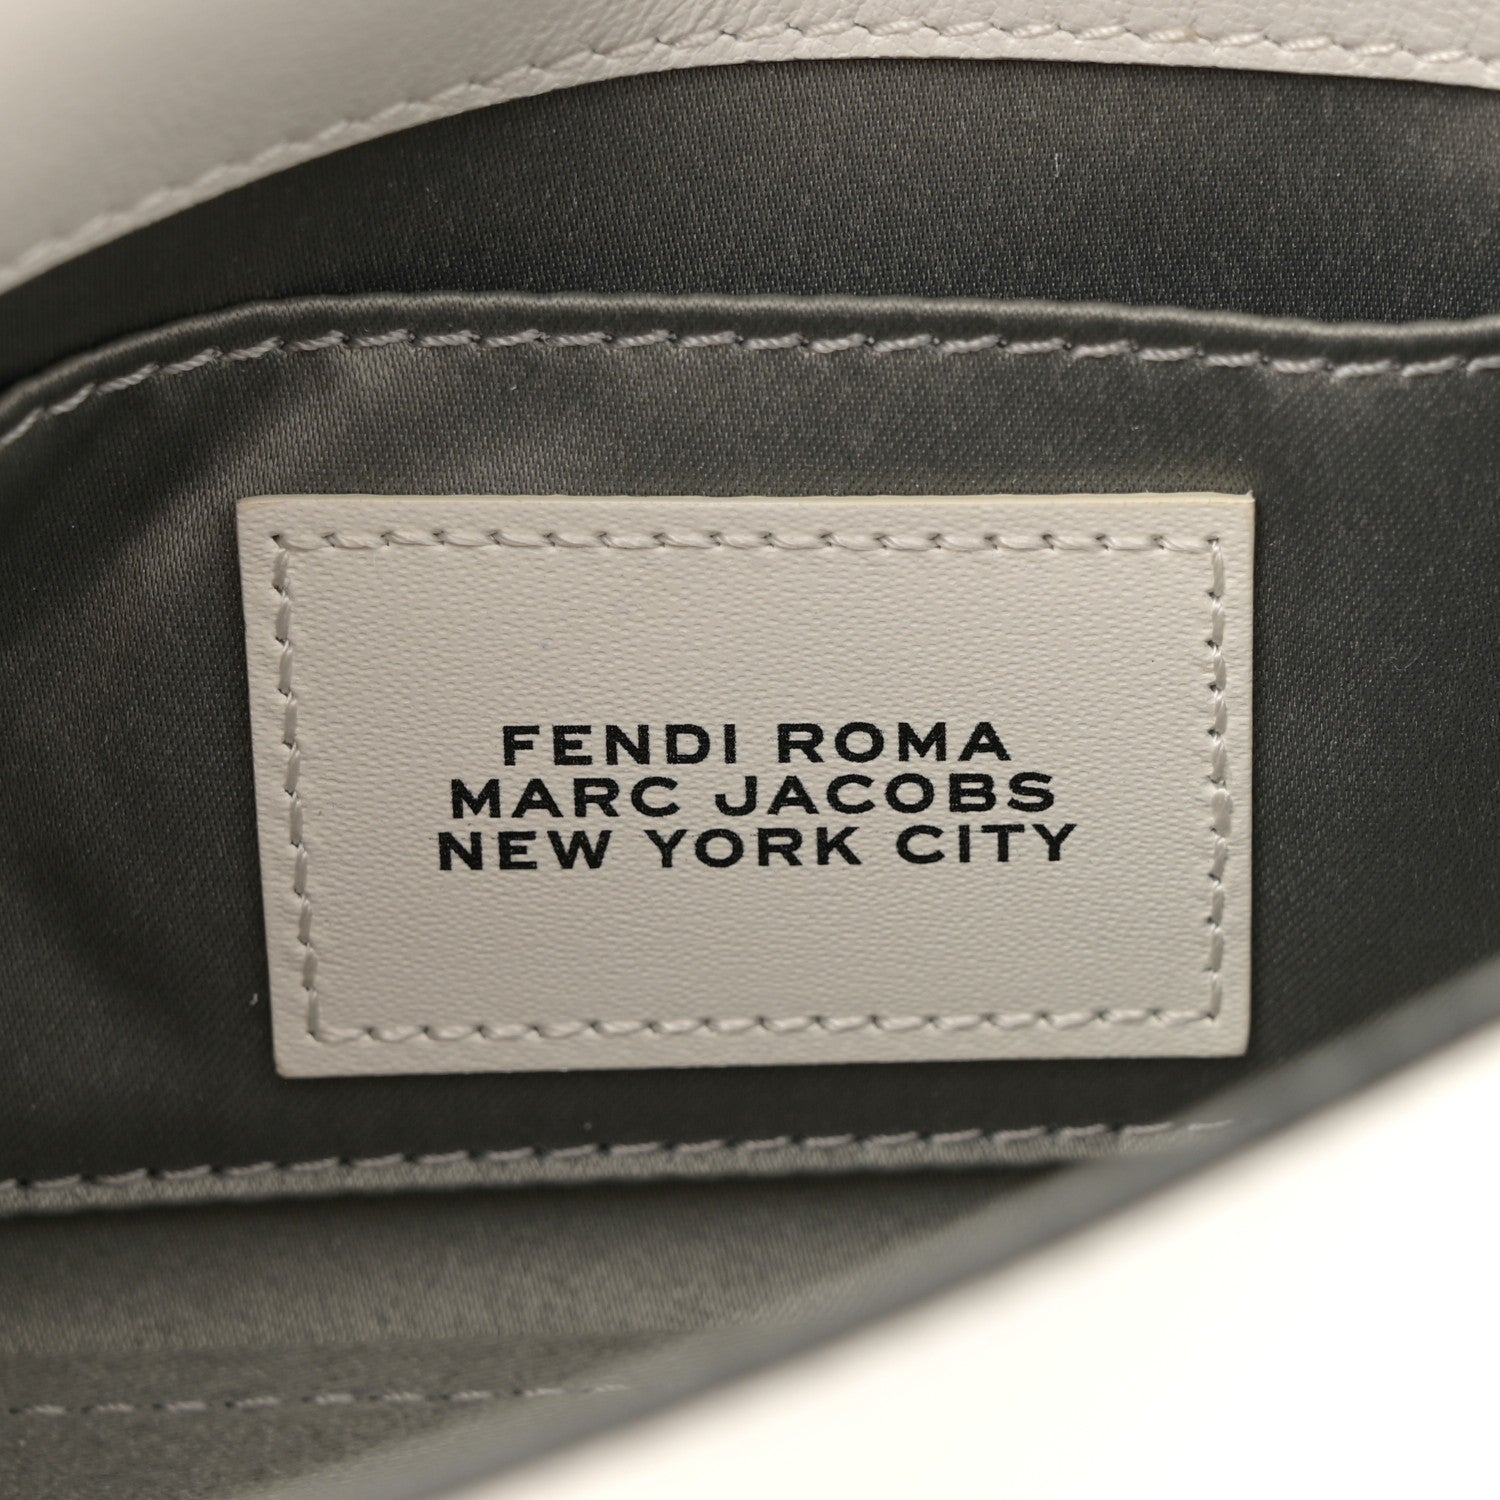 FENDI ROMA
MARC JACOBS
NEW YORK CITY